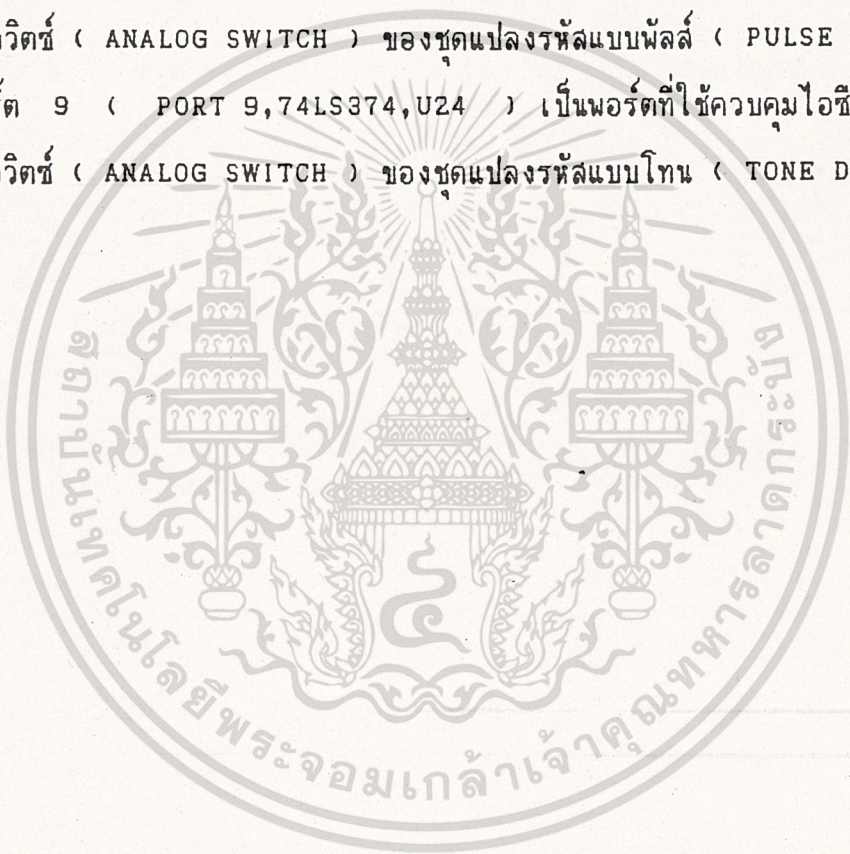 วิตซ์ ( ANALOG SWITCH ) ของชุดแปลงรหัสแบบพัลส์ ( PULSE
ต 9 ( PORT 9,74LS374,U24 ) เป็นพอร์ตที่ใช้ควบคุมไอซี
วิตซ์ ( ANALOG SWITCH ) ของชุดแปลงรหัสแบบโทน ( TONE D
สถาบันเทคโนโลยีพระจอมเกล้าเจ้าคุณทหารลาดกระบัง